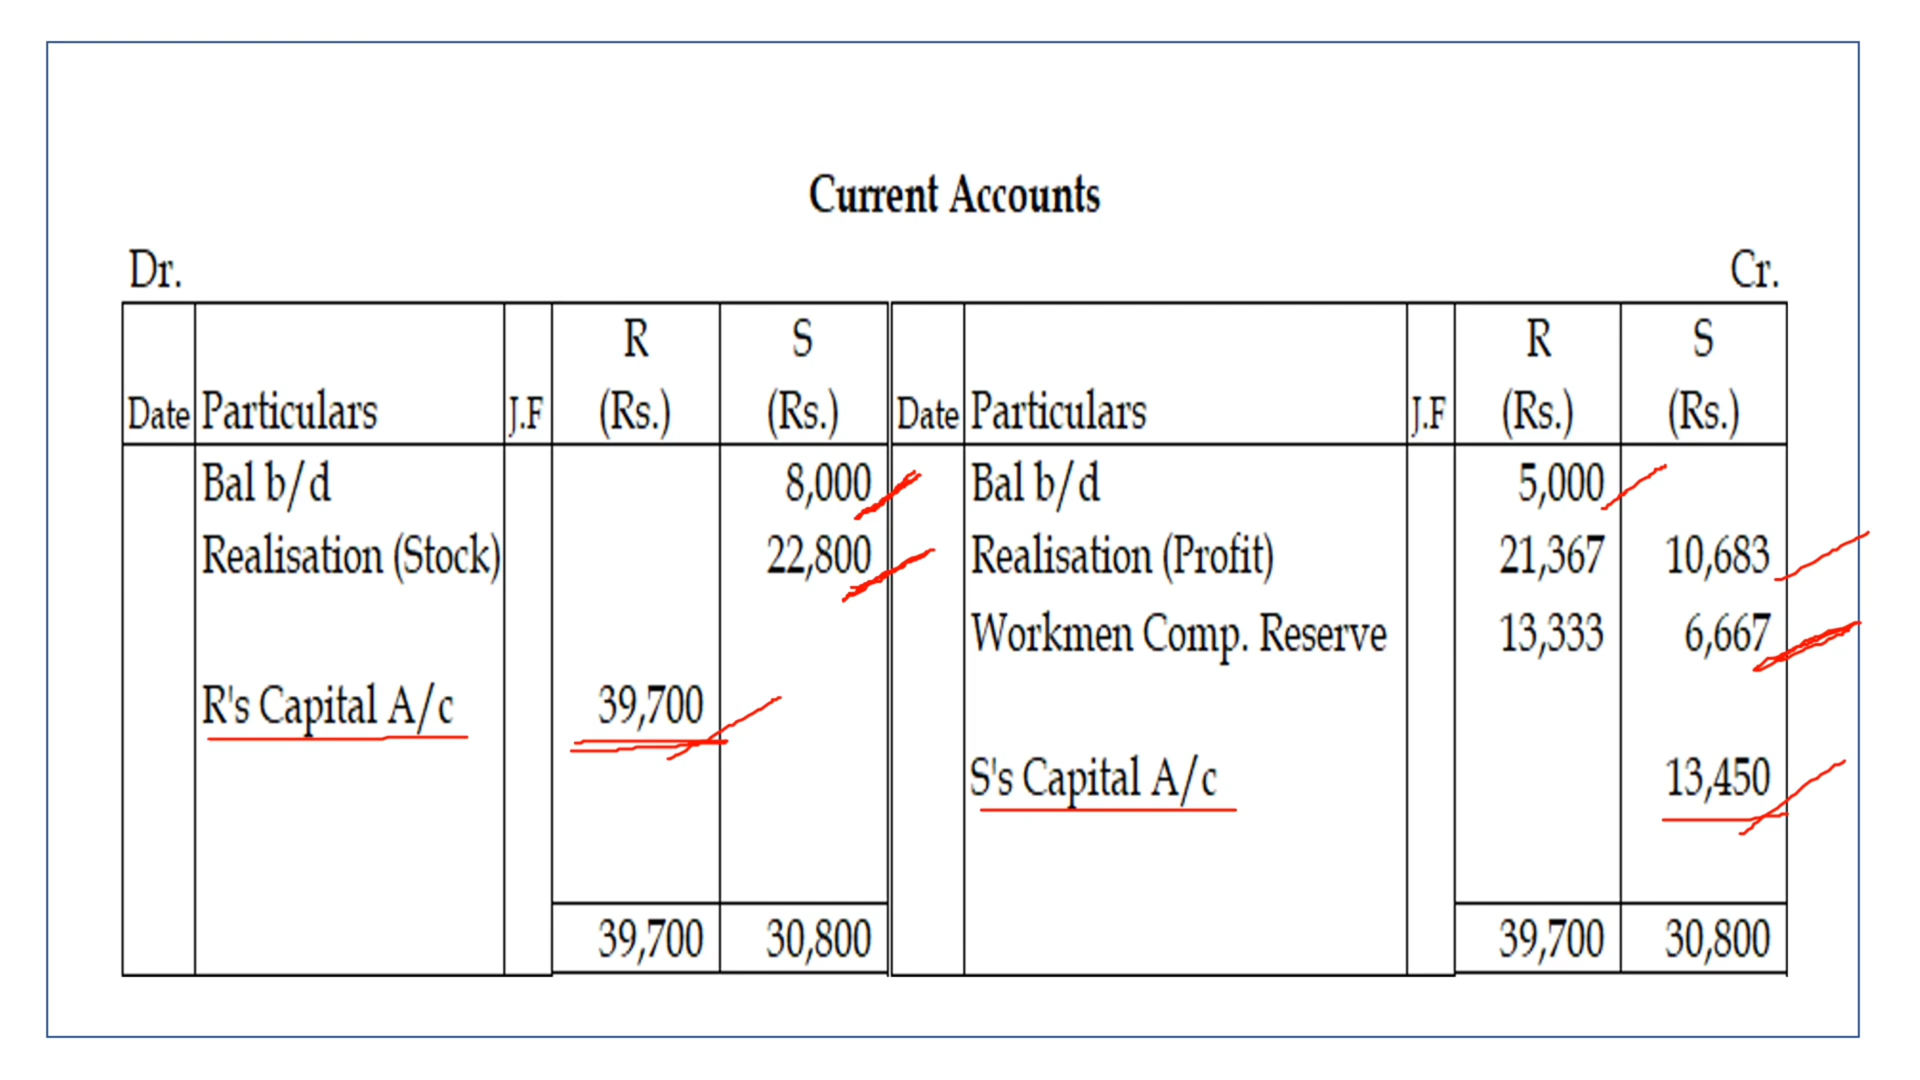 Current Accounts
Dr. Cr.
R S R S
Date Particulars J.F (Rs.) (Rs.) Date Particulars J.F (Rs.) (Rs.)
Bal b/d 8,000 Bal b/d 5,000
Realisation (Stock) 22,800 Realisation (Profit) 21,367 10,683
Workmen Comp. Reserve 13,333 6,667
R's Capital A/c 39,700
S's Capital A/c 13,450
39,700 30,800 39,700 30,800